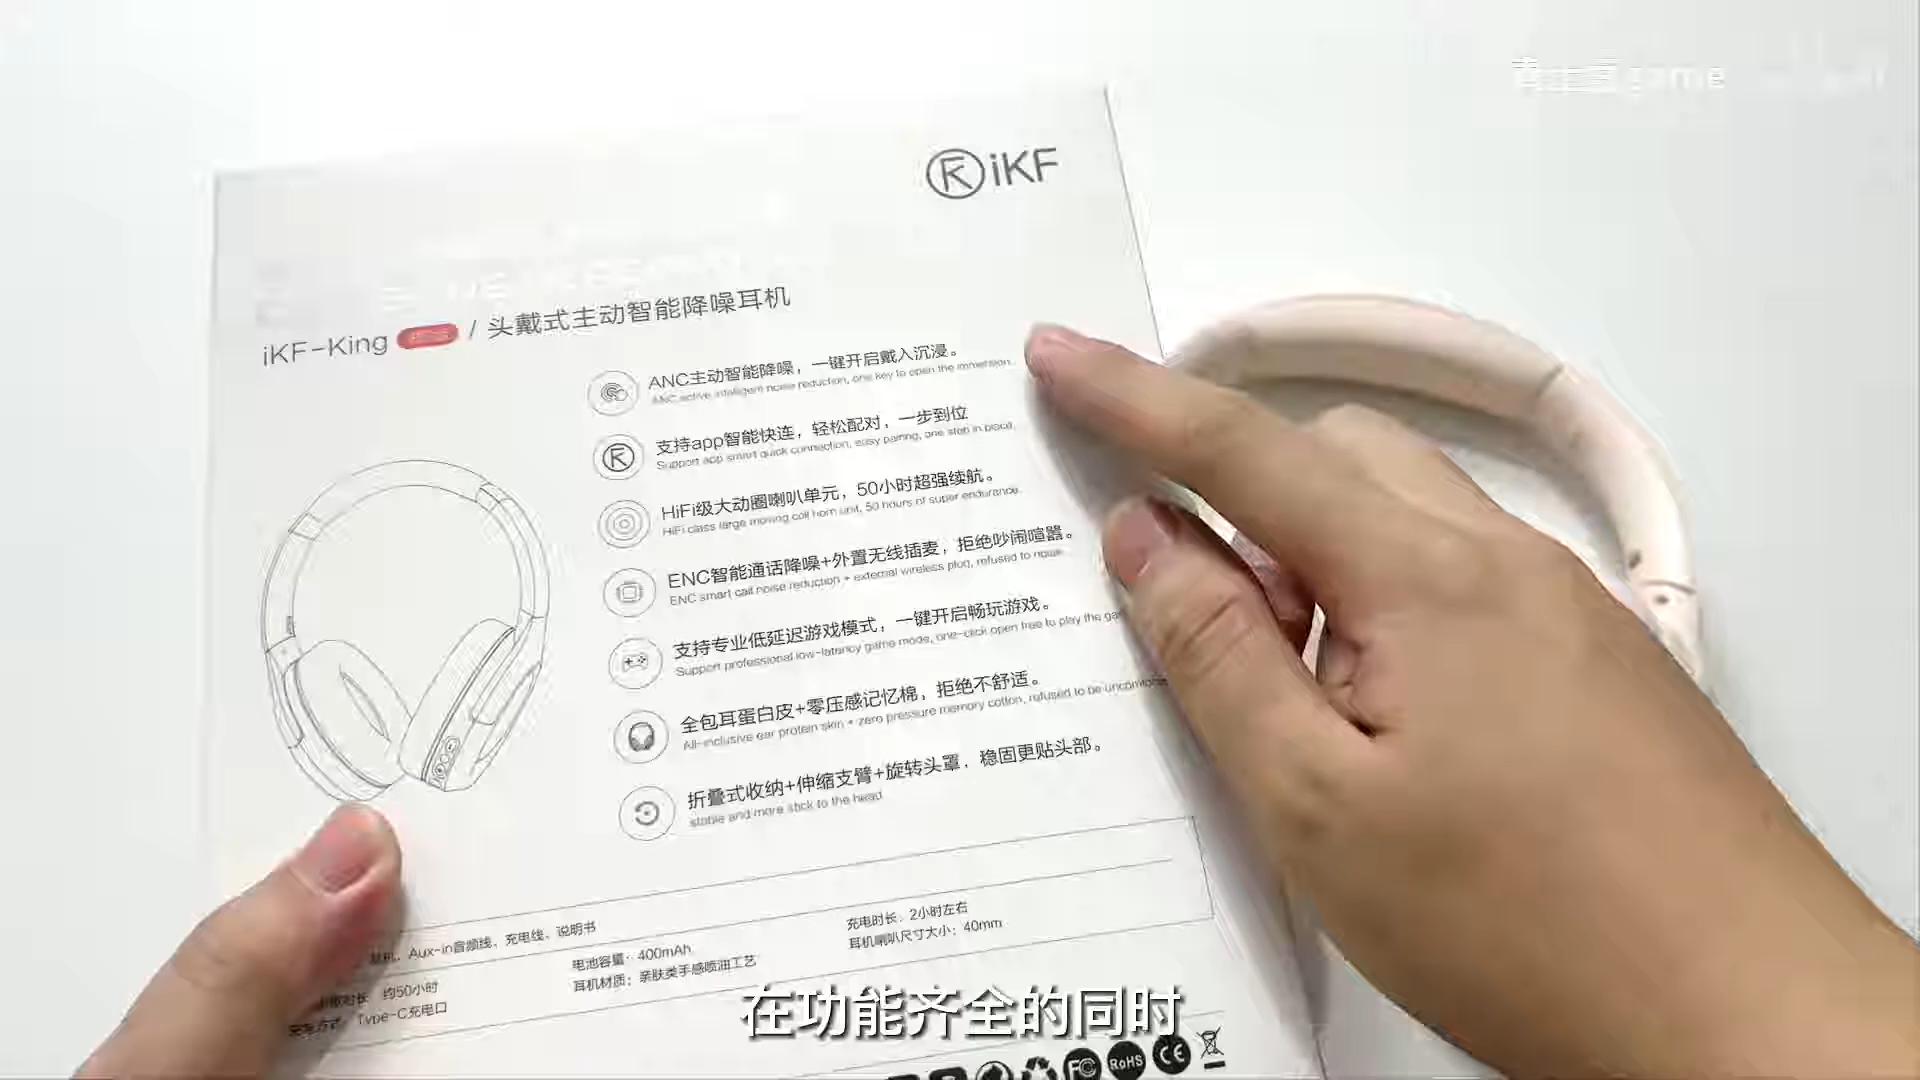 game
iKF
iKF-King / 头戴式主动智能降噪耳机
ANC主动智能降噪，一键开启戴入沉浸。
ANC active intelligent noise reduction, one key to open the immersion.
支持app智能快连，轻松配对，一步到位
Support app smart quick connection, easy pairing, one step in place.
HiFi级大动圈喇叭单元，50小时超强续航。
HiFi class large moving coil horn unit, 50 hours of super endurance.
ENC智能通话降噪+外置无线插麦，拒绝吵闹喧嚣。
ENC smart call noise reduction + external wireless plug, refused to noise.
支持专业低延迟游戏模式，一键开启畅玩游戏。
Support professional low-latency game mode, one-click open free to play the ga
全包耳蛋白皮+零压感记忆棉，拒绝不舒适。
All-inclusive ear protein skin + zero pressure memory cotton, refused to be uncomfo
折叠式收纳+伸缩支臂+旋转头罩，稳固更贴头部。
stable and more stick to the head
耳机、Aux-in音频线、充电线、说明书
时长 约50小时
电池容量：400mAh
充电时长：2小时左右
Type-C充电口
耳机材质：亲肤类手感喷油工艺
耳机喇叭尺寸大小：40mm
在功能齐全的同时
FC RoHS CE